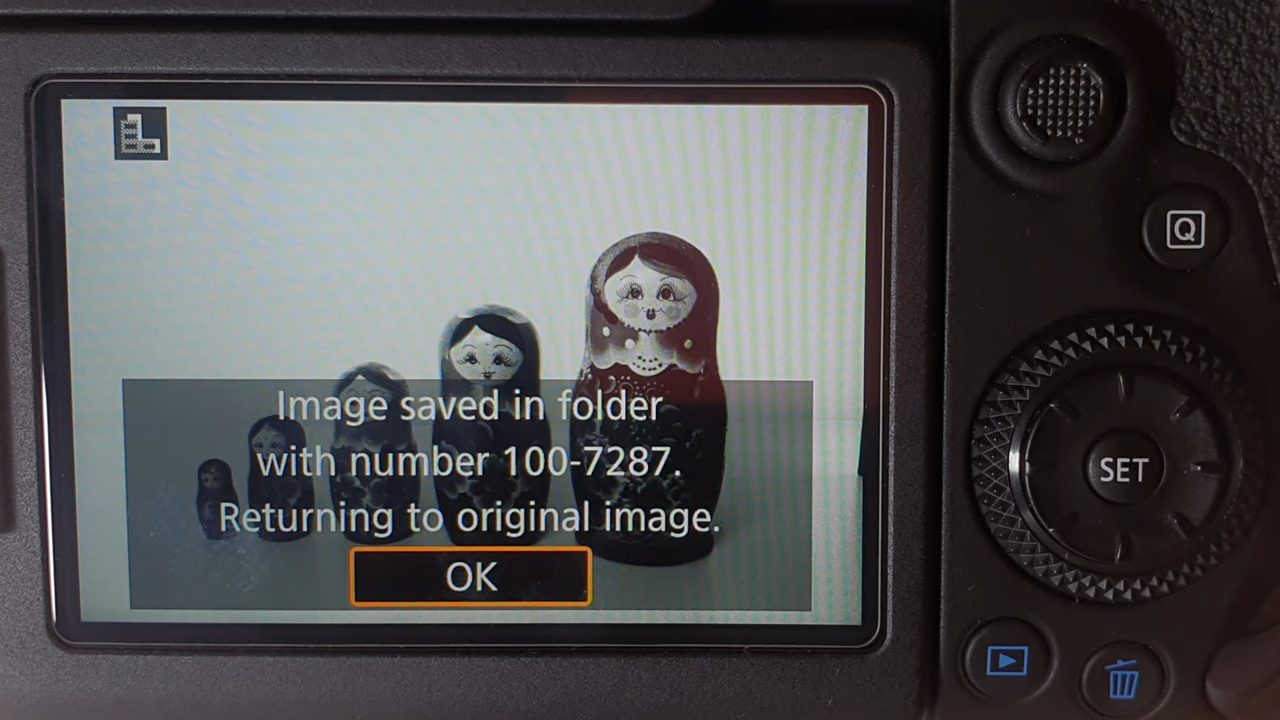 L
Image saved in folder
with number 100-7287.
Returning to original image.
OK
Q
SET